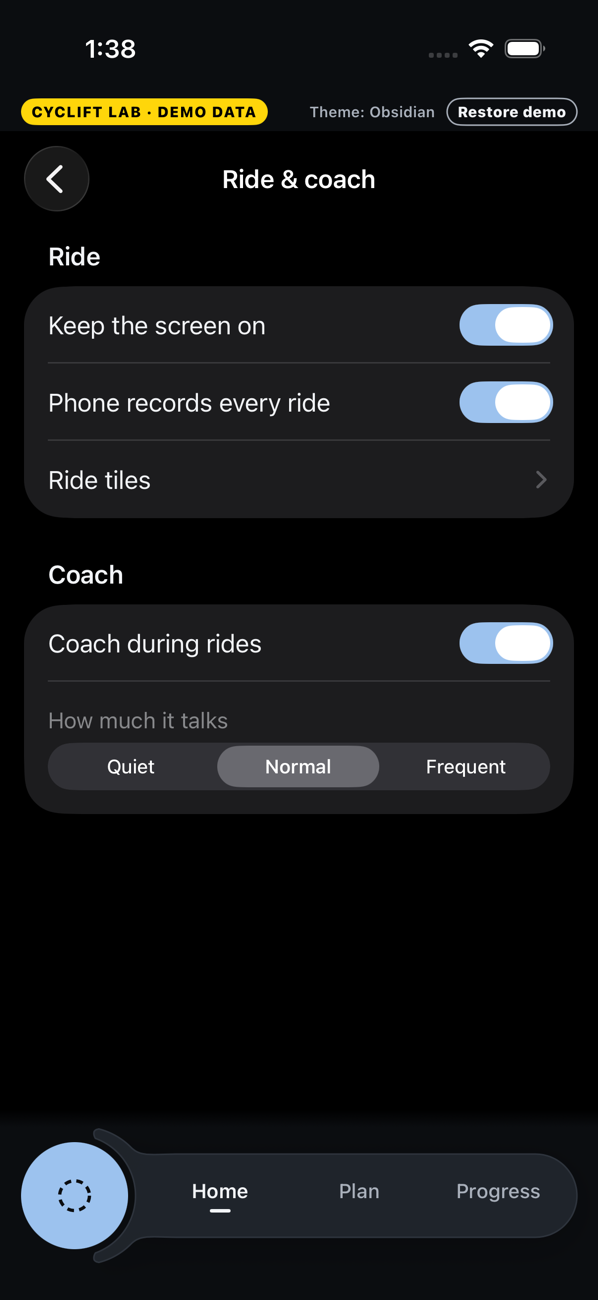 1:38
CYCLIFT LAB · DEMO DATA
Theme: Obsidian
Restore demo
Ride & coach
Ride
Keep the screen on
Phone records every ride
Ride tiles
Coach
Coach during rides
How much it talks
Quiet
Normal
Frequent
Home
Plan
Progress